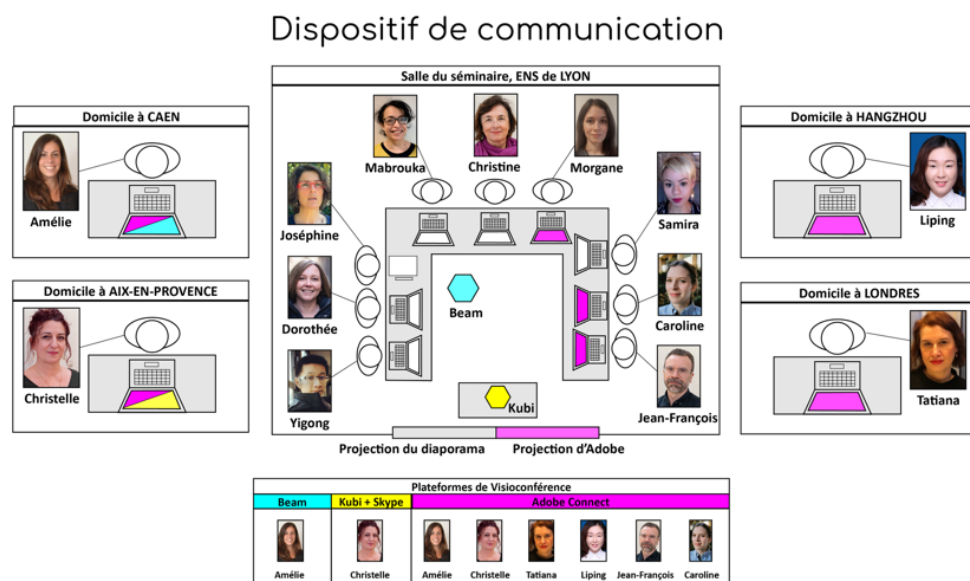 Dispositif de communication
Salle du séminaire, ENS de LYON
Domicile à CAEN
Amélie
Domicile à AIX-EN-PROVENCE
Christelle
Mabrouka
Christine
Morgane
Joséphine
Samira
Dorothée
Beam
Caroline
Yigong
Kubi
Jean-François
Projection du diaporama
Projection d'Adobe
Domicile à HANGZHOU
Liping
Domicile à LONDRES
Tatiana
Plateformes de Visioconférence
Beam
Kubi + Skype
Adobe Connect
Amélie
Christelle
Amélie
Christelle
Tatiana
Liping
Jean-François
Caroline